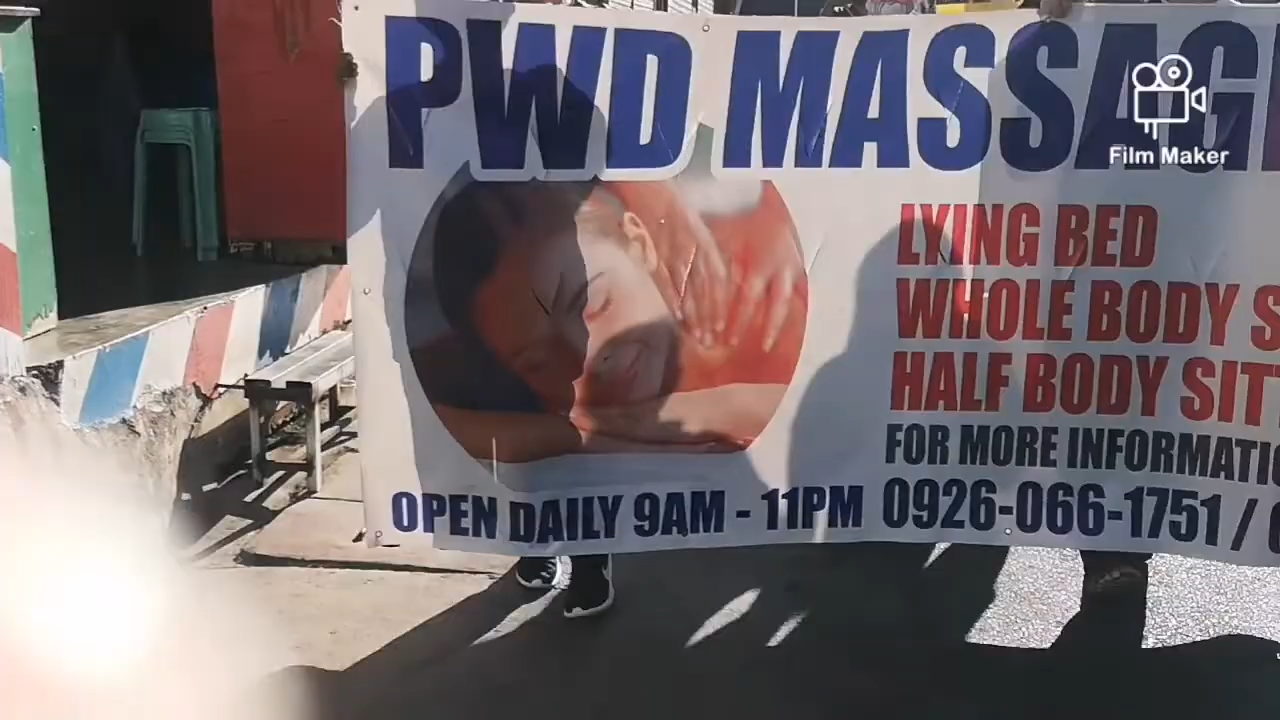 PWD MASSAG
Film Maker
LYING BED
WHOLE BODY S
HALF BODY SIT
FOR MORE INFORMATI
OPEN DAILY 9AM - 11PM 0926-066-1751 /